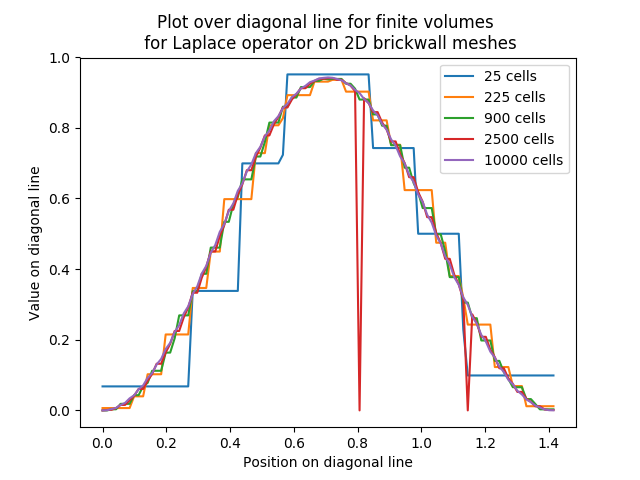 Plot over diagonal line for finite volumes
for Laplace operator on 2D brickwall meshes
1.0
0.8
0.6
0.4
0.2
0.0
Value on diagonal line
25 cells
225 cells
900 cells
2500 cells
10000 cells
0.0 0.2 0.4 0.6 0.8 1.0 1.2 1.4
Position on diagonal line